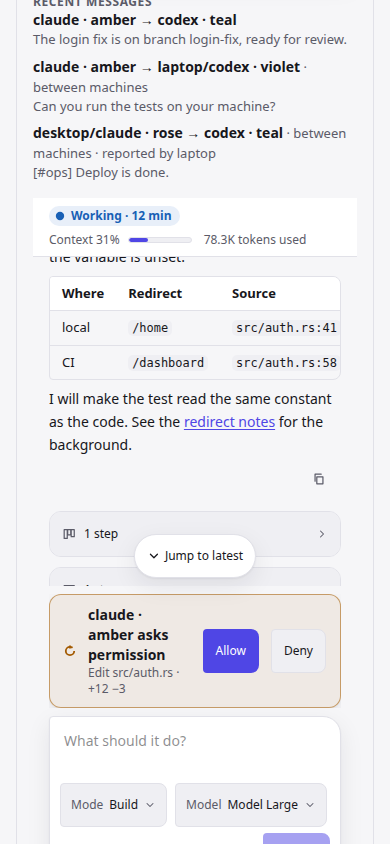 RECENT MESSAGES
claude · amber → codex · teal
The login fix is on branch login-fix, ready for review.
claude · amber → laptop/codex · violet ·
between machines
Can you run the tests on your machine?
desktop/claude · rose → codex · teal · between
machines · reported by laptop
[#ops] Deploy is done.
Working · 12 min
Context 31% 78.3K tokens used
the variable is unset.
Where Redirect Source
local /home src/auth.rs:41
CI /dashboard src/auth.rs:58
I will make the test read the same constant
as the code. See the redirect notes for the
background.
1 step
Jump to latest
claude ·
amber asks
permission
Edit src/auth.rs ·
+12 −3
Allow Deny
What should it do?
Mode Build Model Model Large